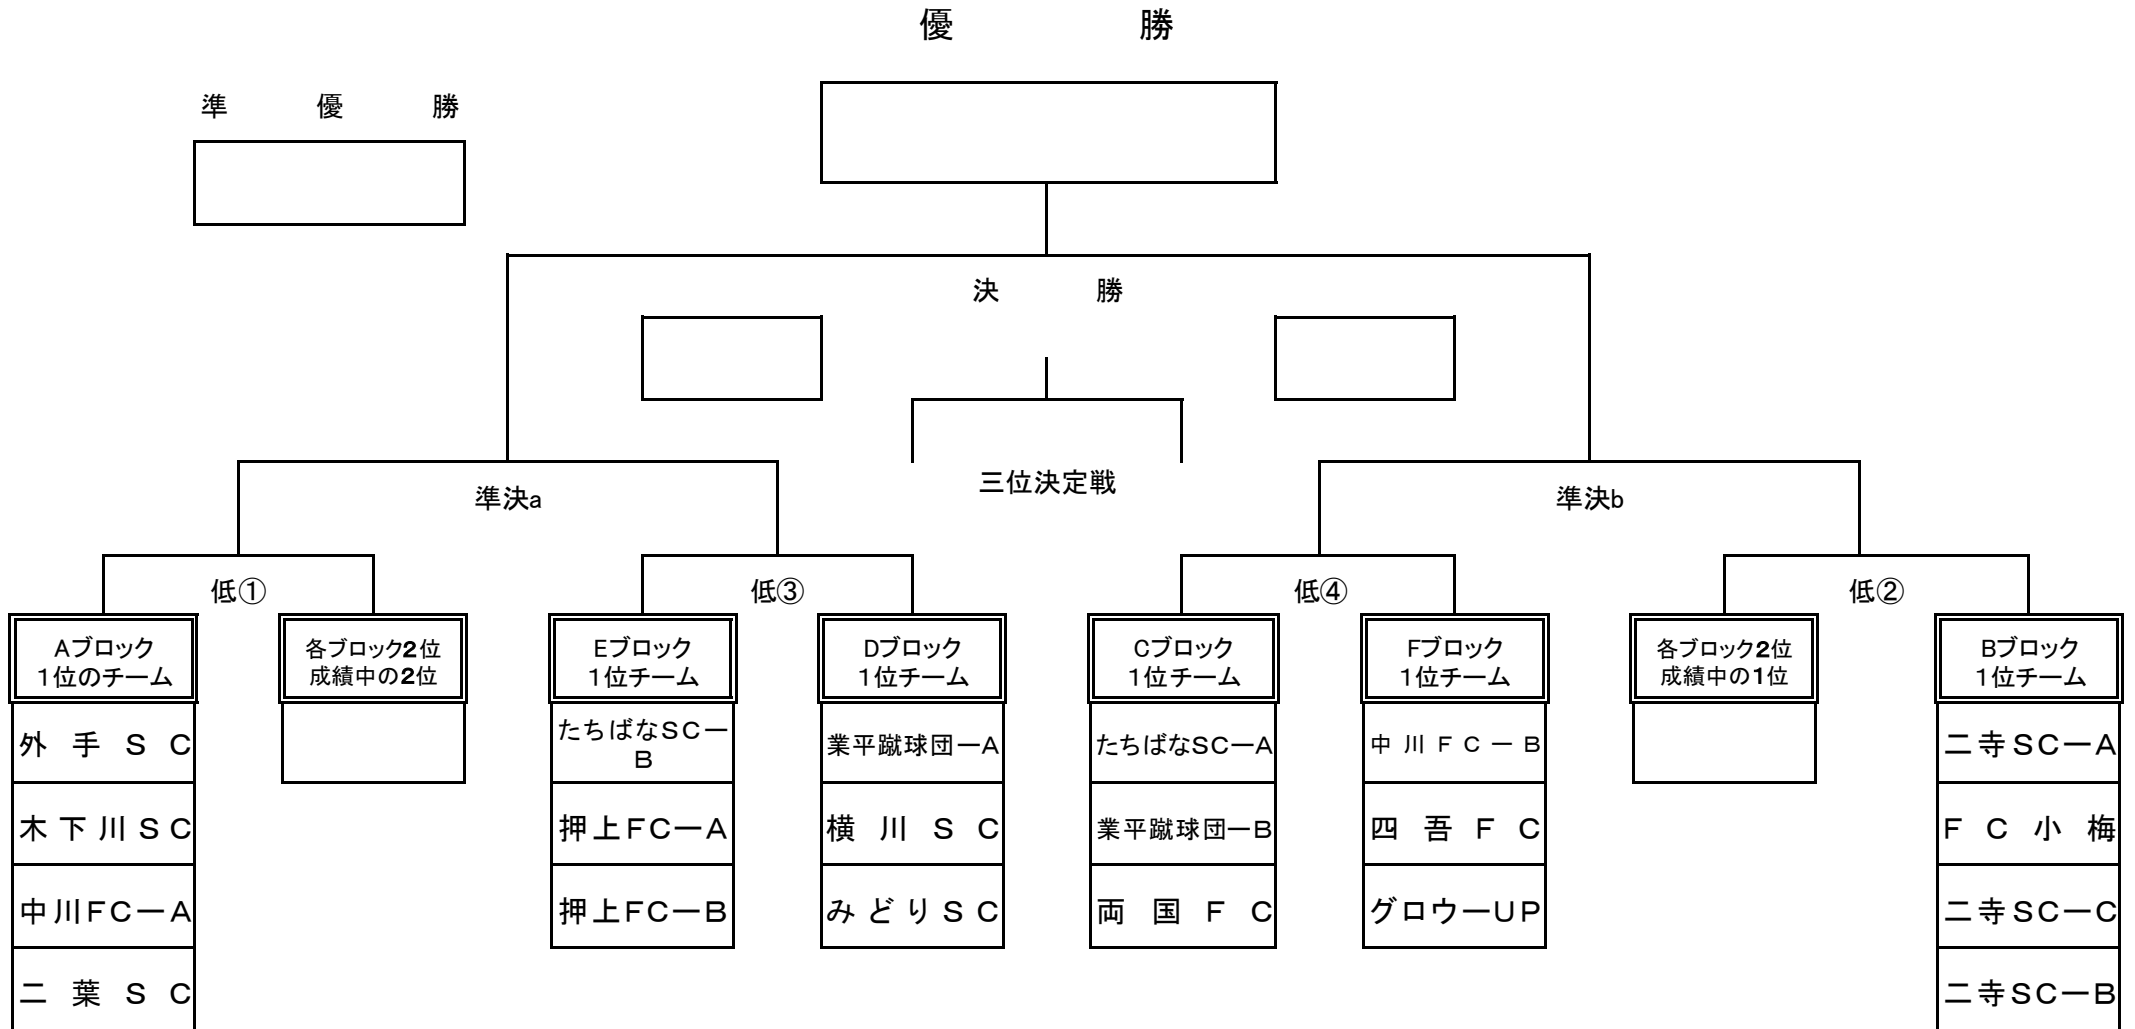 優 勝
準 優 勝
決 勝
三位決定戦
準決a
準決b
低①
低③
低④
低②
Aブロック
1位のチーム
各ブロック2位
成績中の2位
Eブロック
1位チーム
Dブロック
1位チーム
Cブロック
1位チーム
Fブロック
1位チーム
各ブロック2位
成績中の1位
Bブロック
1位チーム
外 手 S C
たちばなSCー
B
業平蹴球団ーA
たちばなSCーA
中 川 F C ー B
二寺SCーA
木 下 川 S C
押上FCーA
横 川 S C
業平蹴球団ーB
四 吾 F C
F C 小 梅
中川FCーA
押上FCーB
み ど り S C
両 国 F C
グロウーUP
二寺SCーC
二 葉 S C
二寺SCーB